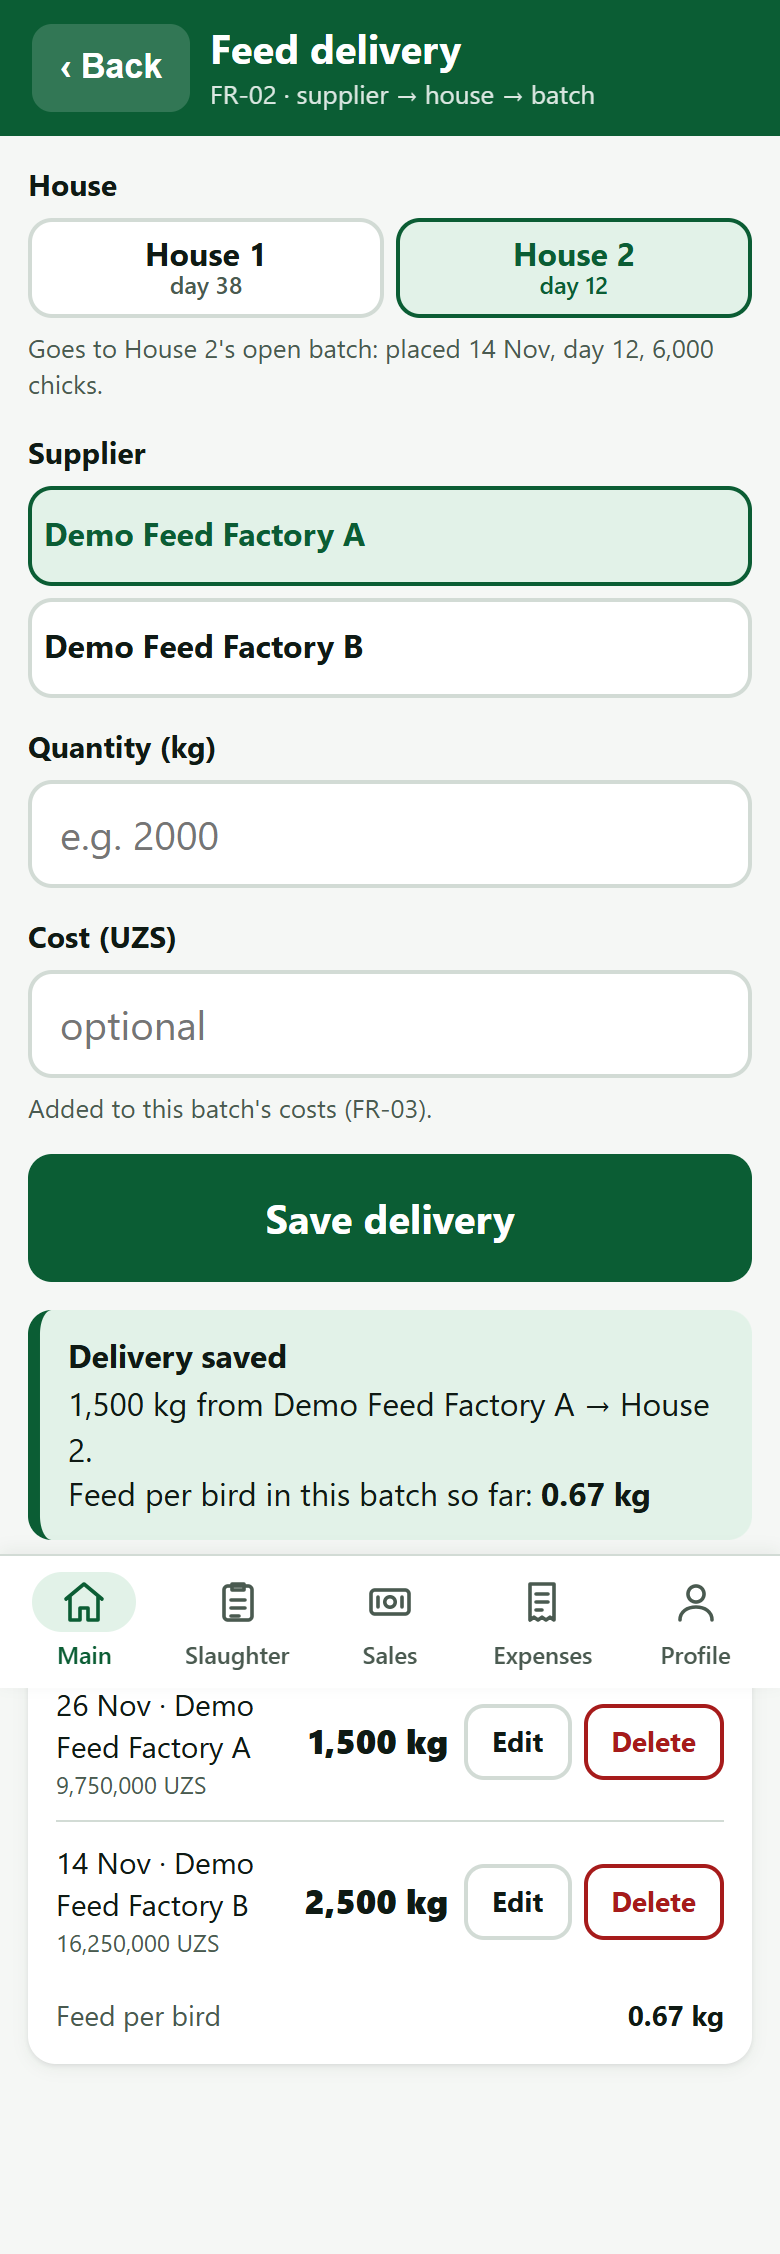 ‹ Back
Feed delivery
FR-02 · supplier → house → batch
House
House 1
day 38
House 2
day 12
Goes to House 2's open batch: placed 14 Nov, day 12, 6,000
chicks.
Supplier
Demo Feed Factory A
Demo Feed Factory B
Quantity (kg)
e.g. 2000
Cost (UZS)
optional
Added to this batch's costs (FR-03).
Save delivery
Delivery saved
1,500 kg from Demo Feed Factory A → House
2.
Feed per bird in this batch so far: 0.67 kg
Main
Slaughter
Sales
Expenses
Profile
26 Nov · Demo
Feed Factory A
9,750,000 UZS
1,500 kg
Edit
Delete
14 Nov · Demo
Feed Factory B
16,250,000 UZS
2,500 kg
Edit
Delete
Feed per bird
0.67 kg